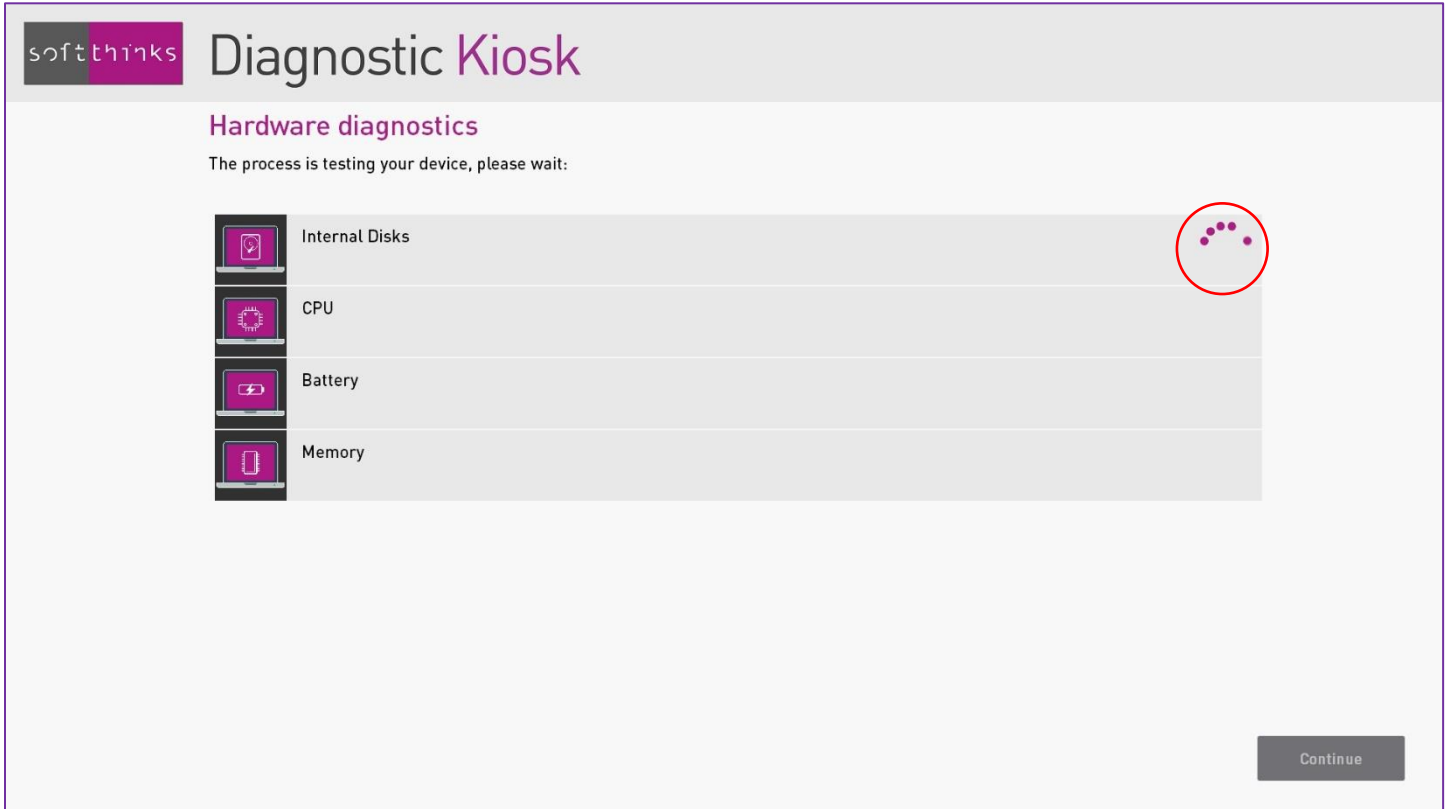 softthinks
Diagnostic Kiosk
Hardware diagnostics
The process is testing your device, please wait:
Internal Disks
CPU
Battery
Memory
Continue